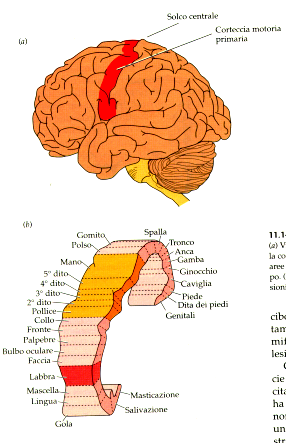 Solco centrale
(a)
Corteccia motoria
primaria
(b)
Spalla
Gomito
Polso
Tronco
Anca
Gamba
Mano
Ginocchio
5° dito
Caviglia
4° dito
3° dito
Piede
2° dito
Dita dei piedi
Pollice
Genitali
Collo
Fronte
Palpebre
Bulbo oculare
Faccia
Labbra
Mascella
Masticazione
Lingua
Salivazione
Gola
11.1
(a) V
la co
aree
po. (
sioni
cibo
tam
mif
lesi
cie
cita
ha
nor
un
str